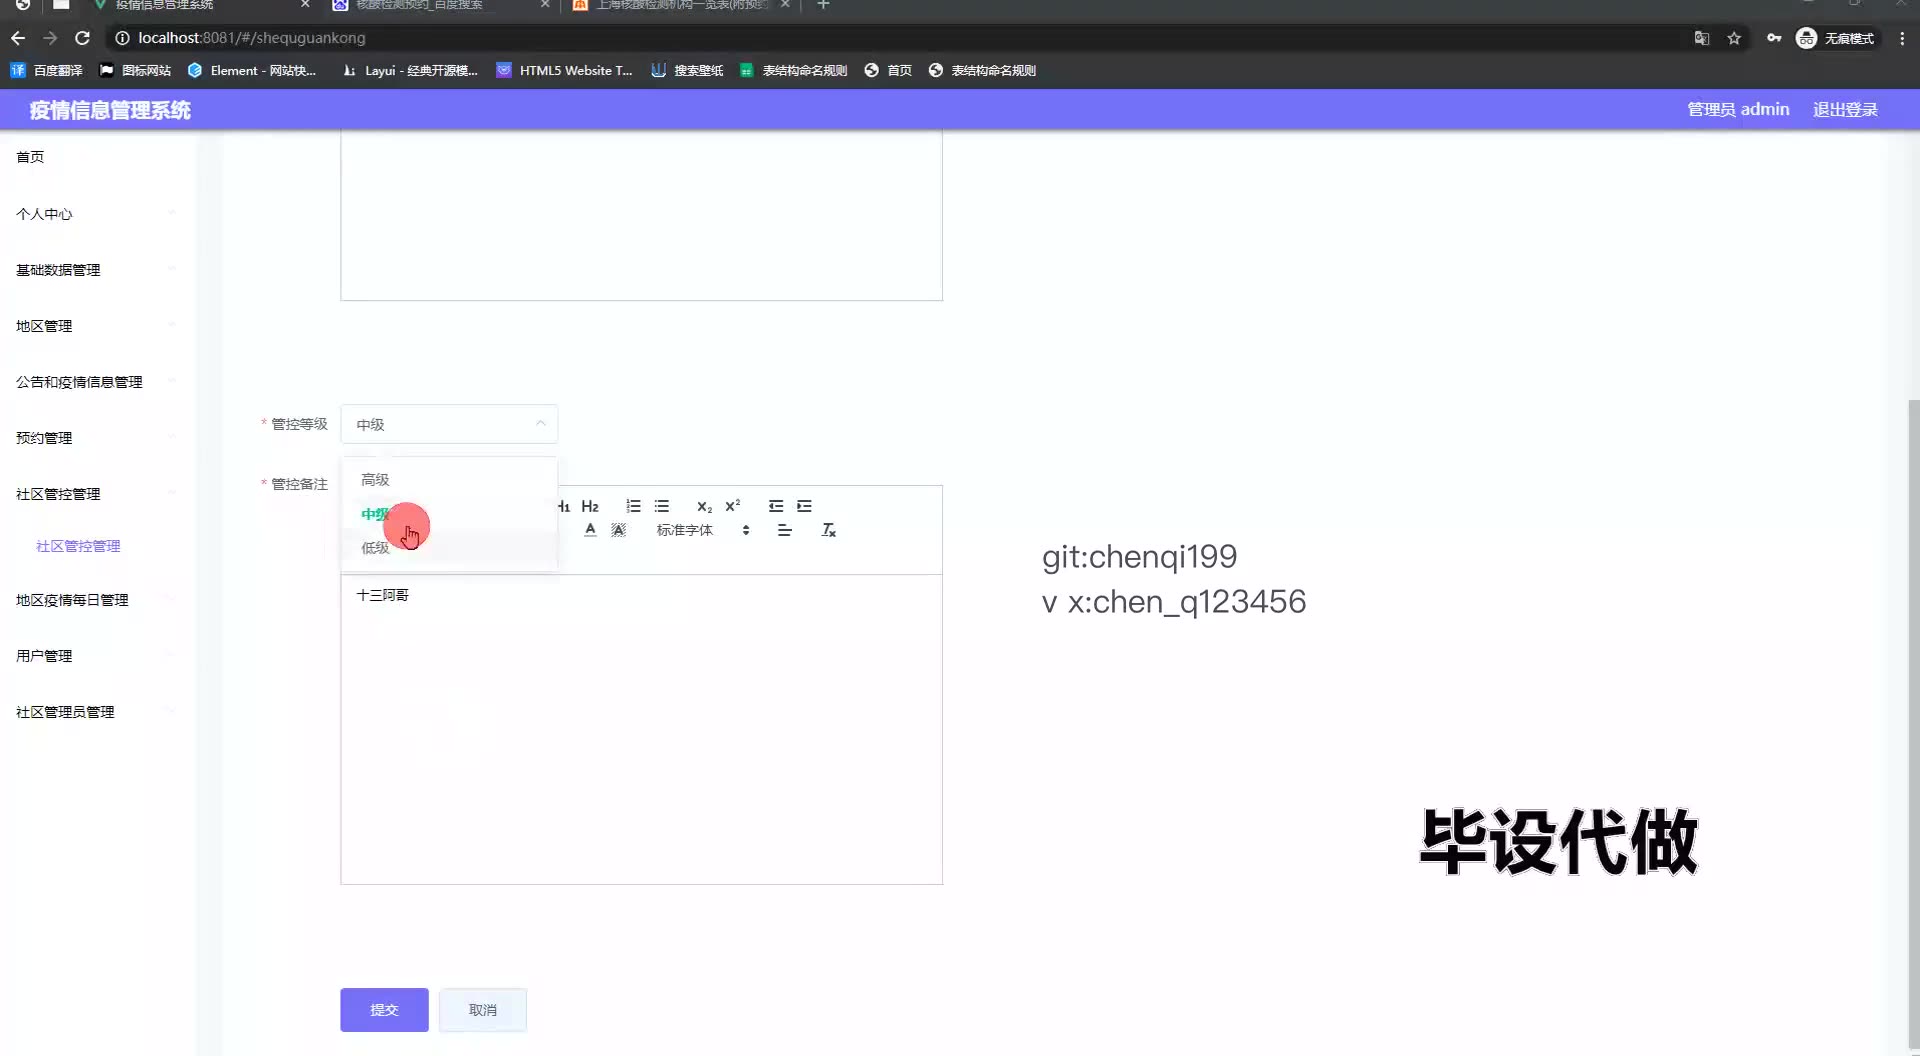 疫情信息管理系统
核酸检测预约_百度搜索
上海核酸检测机构一览表(附预约
localhost:8081/#/shequguankong
无痕模式
百度翻译
图标网站
Element - 网站快...
Layui - 经典开源模...
HTML5 Website T...
搜索壁纸
表结构命名规则
首页
表结构命名规则
疫情信息管理系统
管理员 admin
退出登录
首页
个人中心
基础数据管理
地区管理
公告和疫情信息管理
预约管理
社区管控管理
社区管控管理
地区疫情每日管理
用户管理
社区管理员管理
* 管控等级
中级
高级
中级
低级
* 管控备注
H1 H2
标准字体
十三阿哥
git:chenqi199
v x:chen_q123456
毕设代做
提交
取消